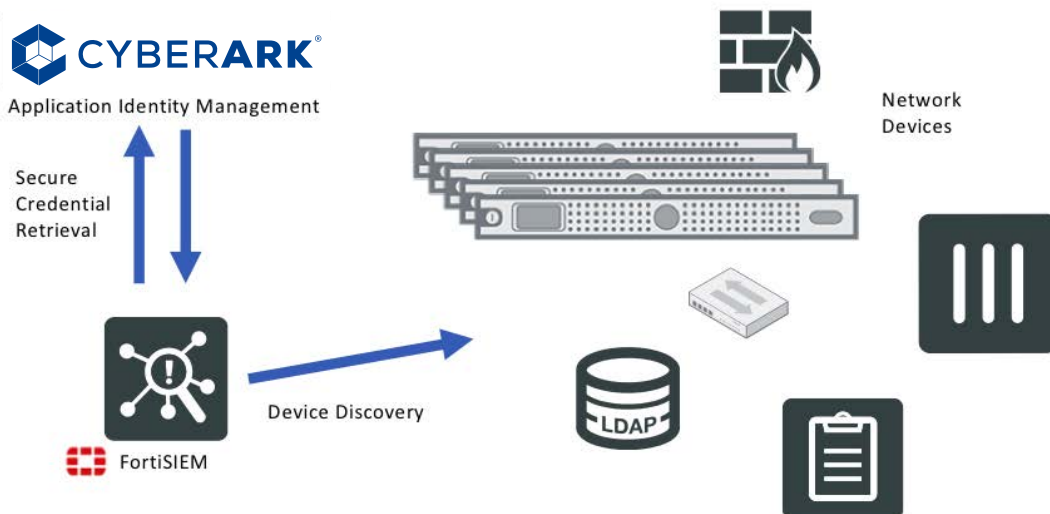 CYBERARK®
Application Identity Management
Network
Devices
Secure
Credential
Retrieval
LDAP
Device Discovery
FortiSIEM